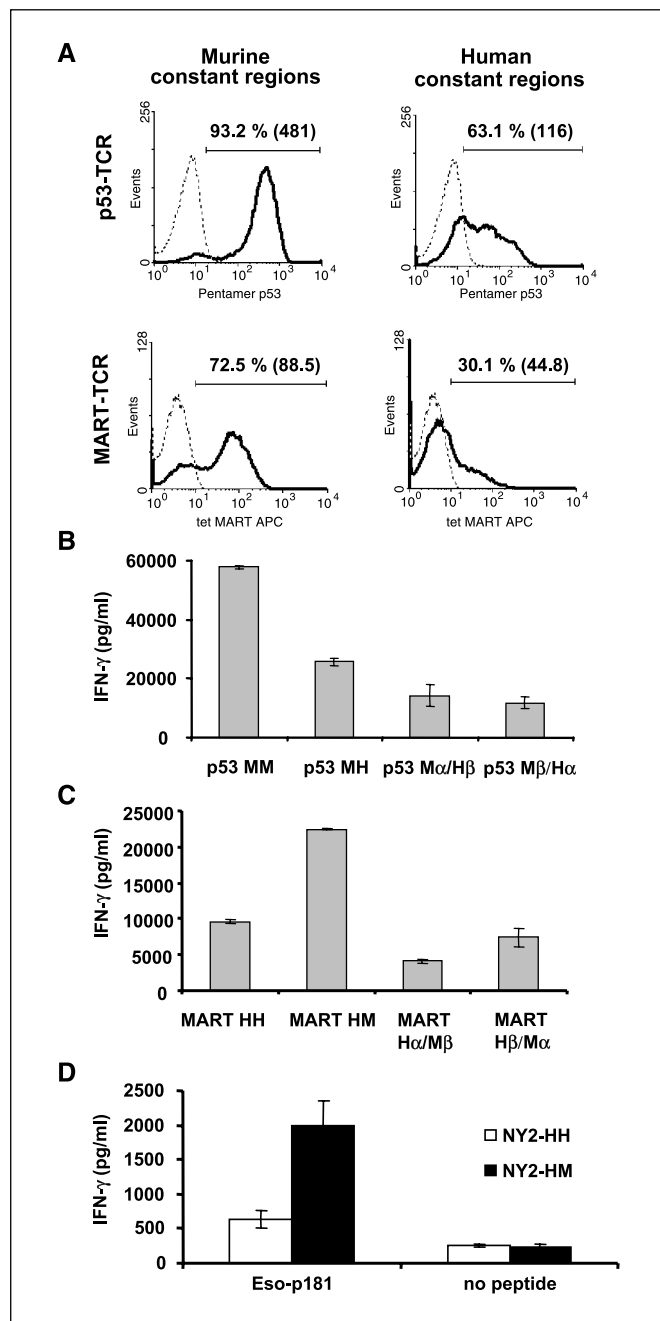 A
Murine
constant regions
Human
constant regions
p53-TCR
256
Events
0
93.2 % (481)
10⁰ 10¹ 10² 10³ 10⁴
Pentamer p53
256
Events
0
63.1 % (116)
10⁰ 10¹ 10² 10³ 10⁴
Pentamer p53
MART-TCR
128
Events
0
72.5 % (88.5)
10⁰ 10¹ 10² 10³ 10⁴
tet MART APC
128
Events
0
30.1 % (44.8)
10⁰ 10¹ 10² 10³ 10⁴
tet MART APC
B
IFN-γ (pg/ml)
60000
40000
20000
0
p53 MM p53 MH p53 Mα/Hβ p53 Mβ/Hα
C
IFN-γ (pg/ml)
25000
20000
15000
10000
5000
0
MART HH MART HM MART MART
Hα/Mβ Hβ/Mα
D
IFN-γ (pg/ml)
2500
2000
1500
1000
500
0
NY2-HH
NY2-HM
Eso-p181 no peptide